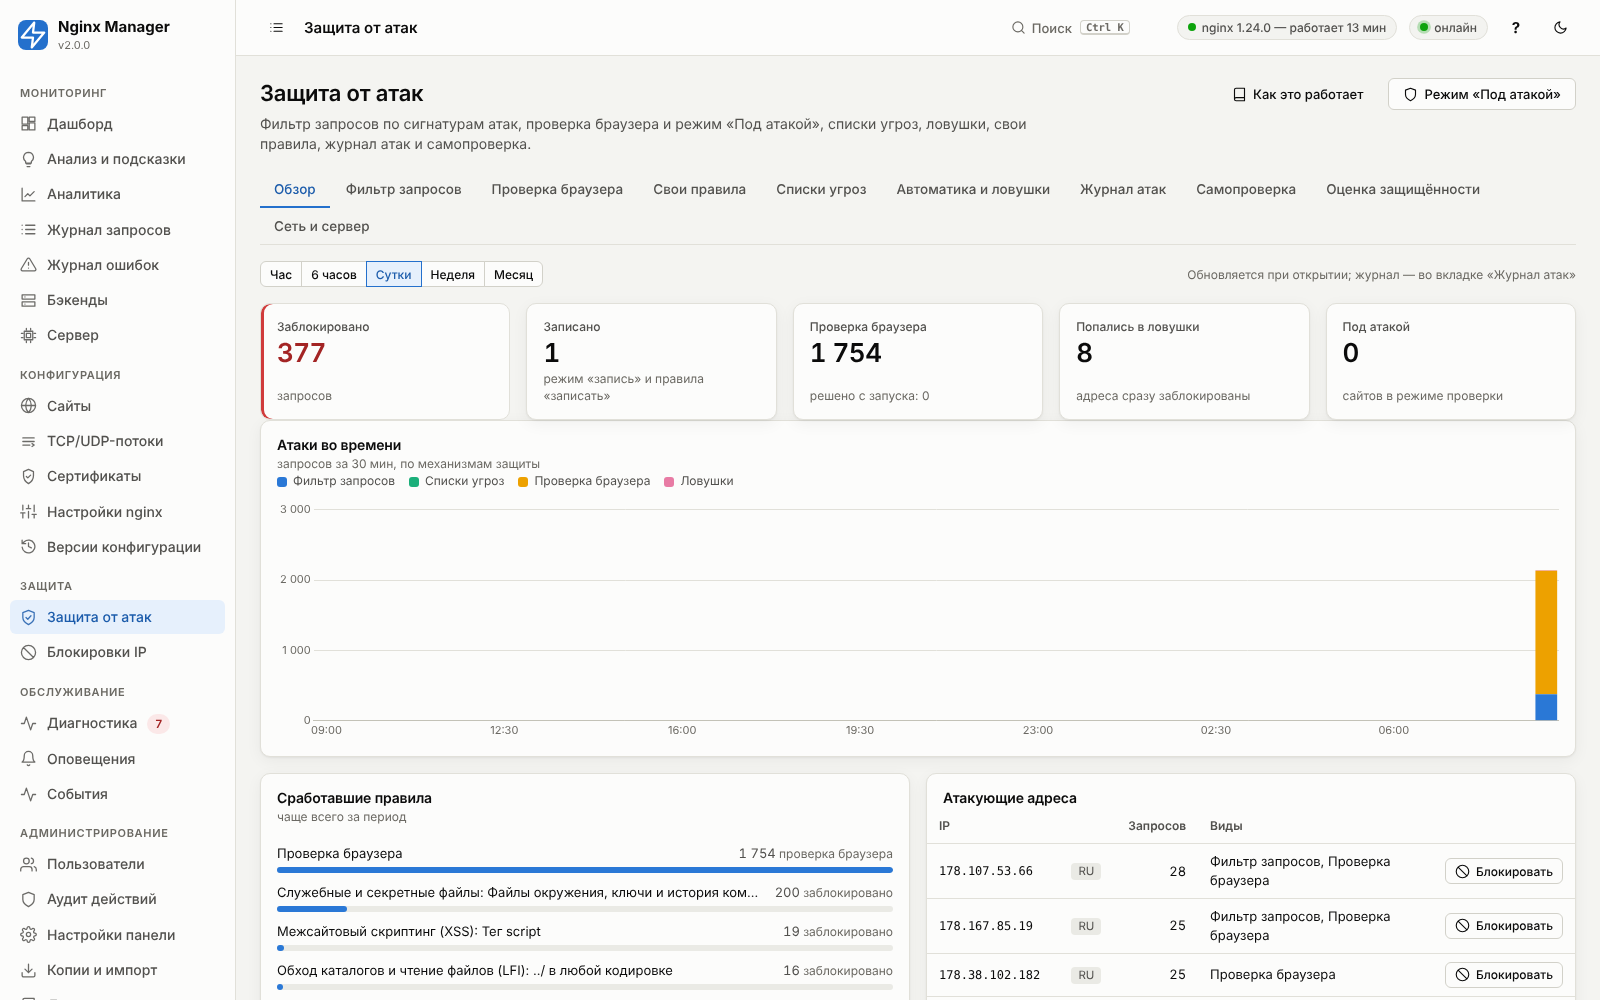 Nginx Manager
v2.0.0
МОНИТОРИНГ
Дашборд
Анализ и подсказки
Аналитика
Журнал запросов
Журнал ошибок
Бэкенды
Сервер
КОНФИГУРАЦИЯ
Сайты
TCP/UDP-потоки
Сертификаты
Настройки nginx
Версии конфигурации
ЗАЩИТА
Защита от атак
Блокировки IP
ОБСЛУЖИВАНИЕ
Диагностика 7
Оповещения
События
АДМИНИСТРИРОВАНИЕ
Пользователи
Аудит действий
Настройки панели
Копии и импорт
Защита от атак
Поиск Ctrl K
nginx 1.24.0 — работает 13 мин
онлайн
?
Защита от атак
Как это работает
Режим «Под атакой»
Фильтр запросов по сигнатурам атак, проверка браузера и режим «Под атакой», списки угроз, ловушки, свои
правила, журнал атак и самопроверка.
Обзор Фильтр запросов Проверка браузера Свои правила Списки угроз Автоматика и ловушки Журнал атак Самопроверка Оценка защищённости
Сеть и сервер
Час 6 часов Сутки Неделя Месяц
Обновляется при открытии; журнал — во вкладке «Журнал атак»
Заблокировано
377
запросов
Записано
1
режим «запись» и правила
«записать»
Проверка браузера
1 754
решено с запуска: 0
Попались в ловушки
8
адреса сразу заблокированы
Под атакой
0
сайтов в режиме проверки
Атаки во времени
запросов за 30 мин, по механизмам защиты
Фильтр запросов Списки угроз Проверка браузера Ловушки
3 000
2 000
1 000
0
09:00 12:30 16:00 19:30 23:00 02:30 06:00
Сработавшие правила
чаще всего за период
Проверка браузера 1 754 проверка браузера
Служебные и секретные файлы: Файлы окружения, ключи и история ком... 200 заблокировано
Межсайтовый скриптинг (XSS): Тег script 19 заблокировано
Обход каталогов и чтение файлов (LFI): ../ в любой кодировке 16 заблокировано
Атакующие адреса
IP Запросов Виды
178.107.53.66 RU 28 Фильтр запросов, Проверка
браузера
Блокировать
178.167.85.19 RU 25 Фильтр запросов, Проверка
браузера
Блокировать
178.38.102.182 RU 25 Проверка браузера Блокировать